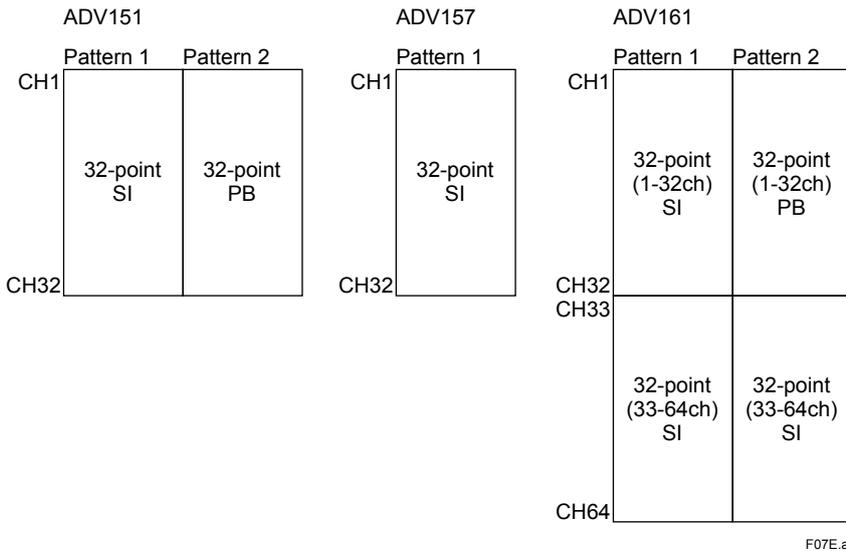 ADV151
Pattern 1 Pattern 2
CH1
32-point
SI
32-point
PB
CH32
ADV157
Pattern 1
CH1
32-point
SI
CH32
ADV161
Pattern 1 Pattern 2
CH1
32-point
(1-32ch)
SI
32-point
(1-32ch)
PB
CH32
CH33
32-point
(33-64ch)
SI
32-point
(33-64ch)
SI
CH64